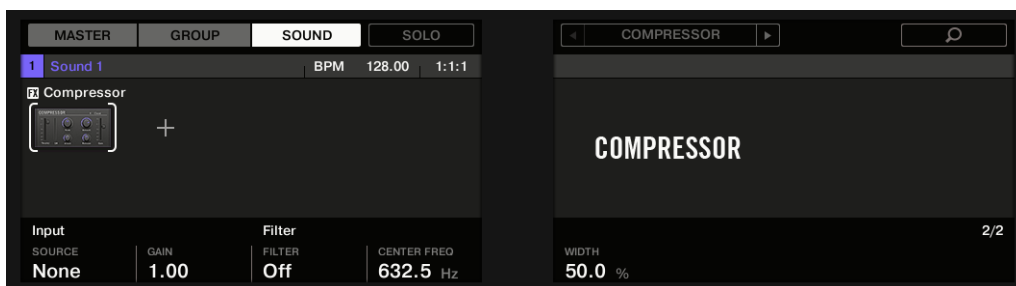 MASTER GROUP SOUND SOLO
COMPRESSOR
1 Sound 1 BPM 128.00 1:1:1
FX Compressor
COMPRESSOR
+
COMPRESSOR
Input Filter
2/2
SOURCE GAIN FILTER CENTER FREQ
WIDTH
None 1.00 Off 632.5 Hz
50.0 %